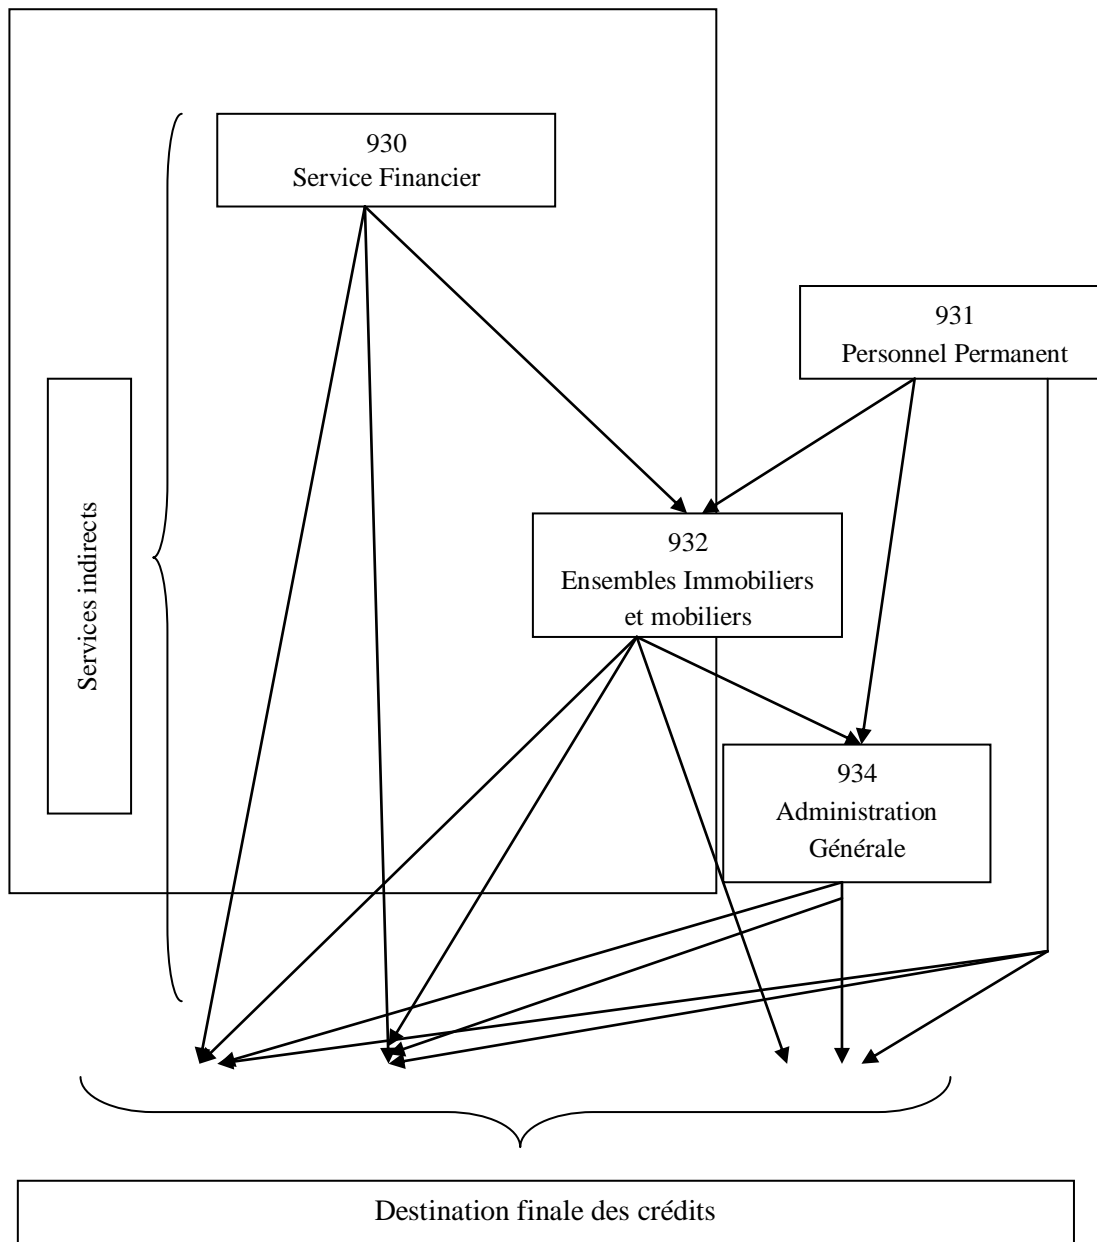 930
Service Financier
931
Personnel Permanent
Services indirects
932
Ensembles Immobiliers
et mobiliers
934
Administration
Générale
Destination finale des crédits